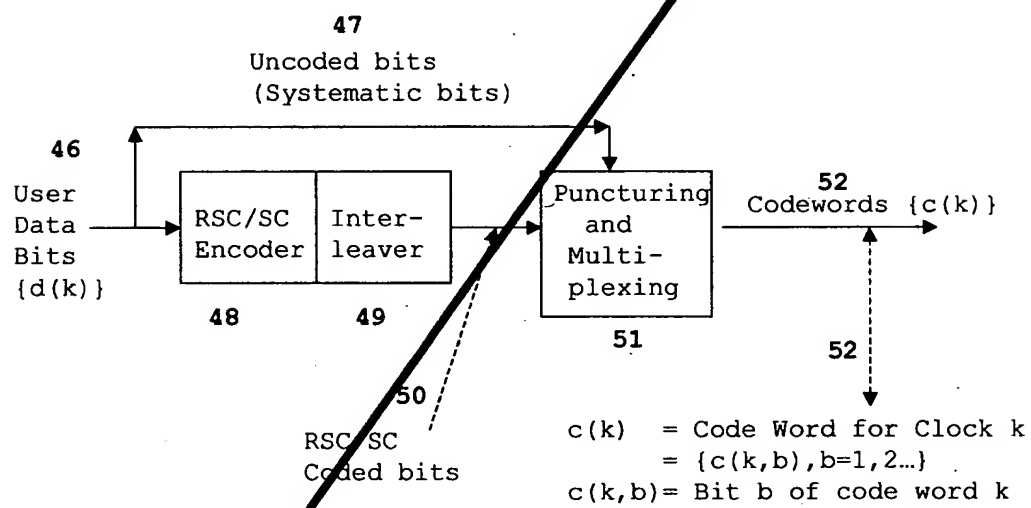 47
Uncoded bits
(Systematic bits)
46
User
Data
Bits
{d(k)}
RSC/SC
Encoder
Inter-
leaver
48
49
Puncturing
and
Multi-
plexing
51
52
Codewords {c(k)}
52
50
RSC/SC
Coded bits
c(k) = Code Word for Clock k
= {c(k,b),b=1,2…}
c(k,b)= Bit b of code word k